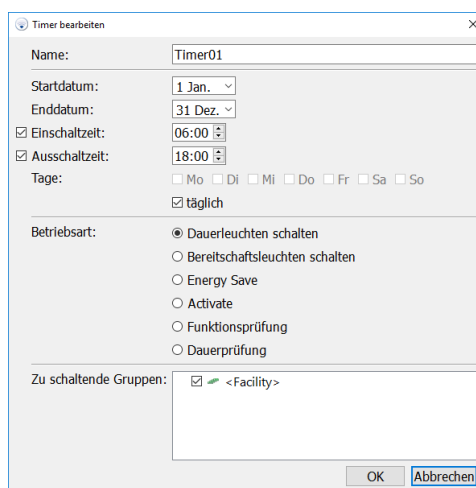 Timer bearbeiten
Name: Timer01
Startdatum: 1 Jan.
Enddatum: 31 Dez.
Einschaltzeit: 06:00
Ausschaltzeit: 18:00
Tage: Mo Di Mi Do Fr Sa So
täglich
Betriebsart: Dauerleuchten schalten
Bereitschaftsleuchten schalten
Energy Save
Activate
Funktionsprüfung
Dauerprüfung
Zu schaltende Gruppen: <Facility>
OK Abbrechen